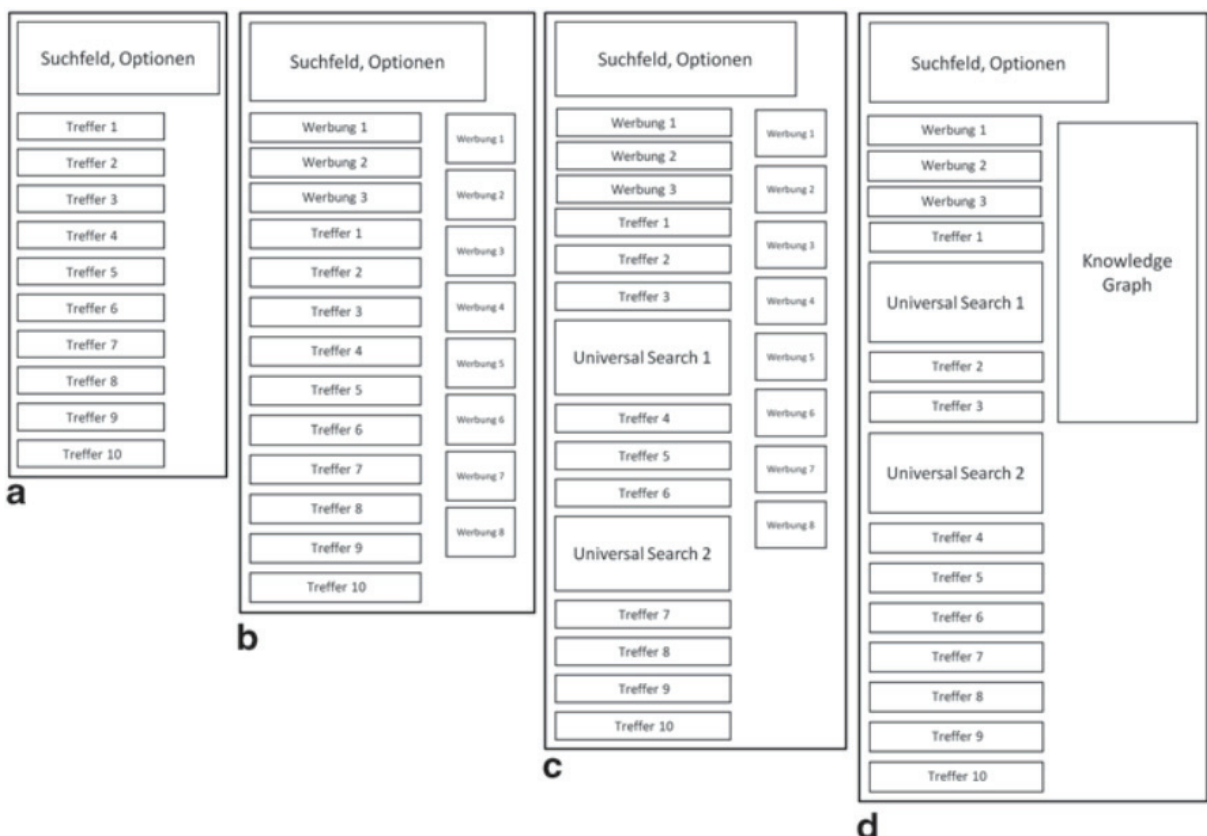 Suchfeld, Optionen
Treffer 1
Treffer 2
Treffer 3
Treffer 4
Treffer 5
Treffer 6
Treffer 7
Treffer 8
Treffer 9
Treffer 10
a
Suchfeld, Optionen
Werbung 1
Werbung 2
Werbung 3
Treffer 1
Treffer 2
Treffer 3
Treffer 4
Treffer 5
Treffer 6
Treffer 7
Treffer 8
Treffer 9
Treffer 10
Werbung 1
Werbung 2
Werbung 3
Werbung 4
Werbung 5
Werbung 6
Werbung 7
Werbung 8
b
Suchfeld, Optionen
Werbung 1
Werbung 2
Werbung 3
Treffer 1
Treffer 2
Treffer 3
Universal Search 1
Treffer 4
Treffer 5
Treffer 6
Universal Search 2
Treffer 7
Treffer 8
Treffer 9
Treffer 10
Werbung 1
Werbung 2
Werbung 3
Werbung 4
Werbung 5
Werbung 6
Werbung 7
Werbung 8
c
Suchfeld, Optionen
Werbung 1
Werbung 2
Werbung 3
Treffer 1
Universal Search 1
Treffer 2
Treffer 3
Universal Search 2
Treffer 4
Treffer 5
Treffer 6
Treffer 7
Treffer 8
Treffer 9
Treffer 10
Knowledge
Graph
d